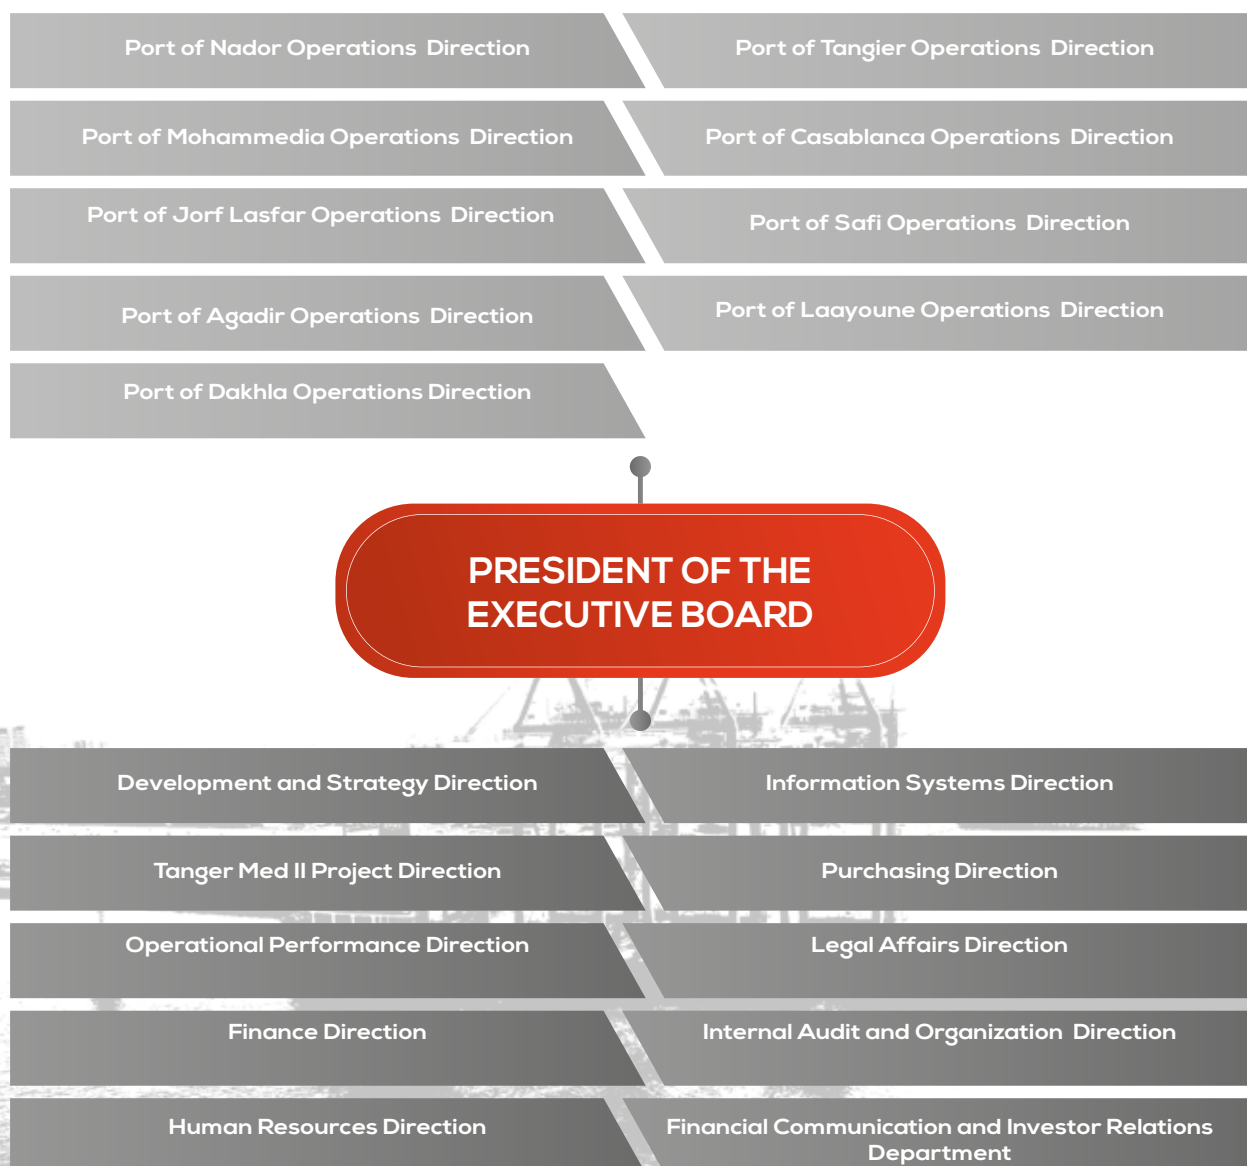 Port of Nador Operations Direction
Port of Tangier Operations Direction
Port of Mohammedia Operations Direction
Port of Casablanca Operations Direction
Port of Jorf Lasfar Operations Direction
Port of Safi Operations Direction
Port of Agadir Operations Direction
Port of Laayoune Operations Direction
Port of Dakhla Operations Direction
PRESIDENT OF THE
EXECUTIVE BOARD
Development and Strategy Direction
Information Systems Direction
Tanger Med II Project Direction
Purchasing Direction
Operational Performance Direction
Legal Affairs Direction
Finance Direction
Internal Audit and Organization Direction
Human Resources Direction
Financial Communication and Investor Relations
Department